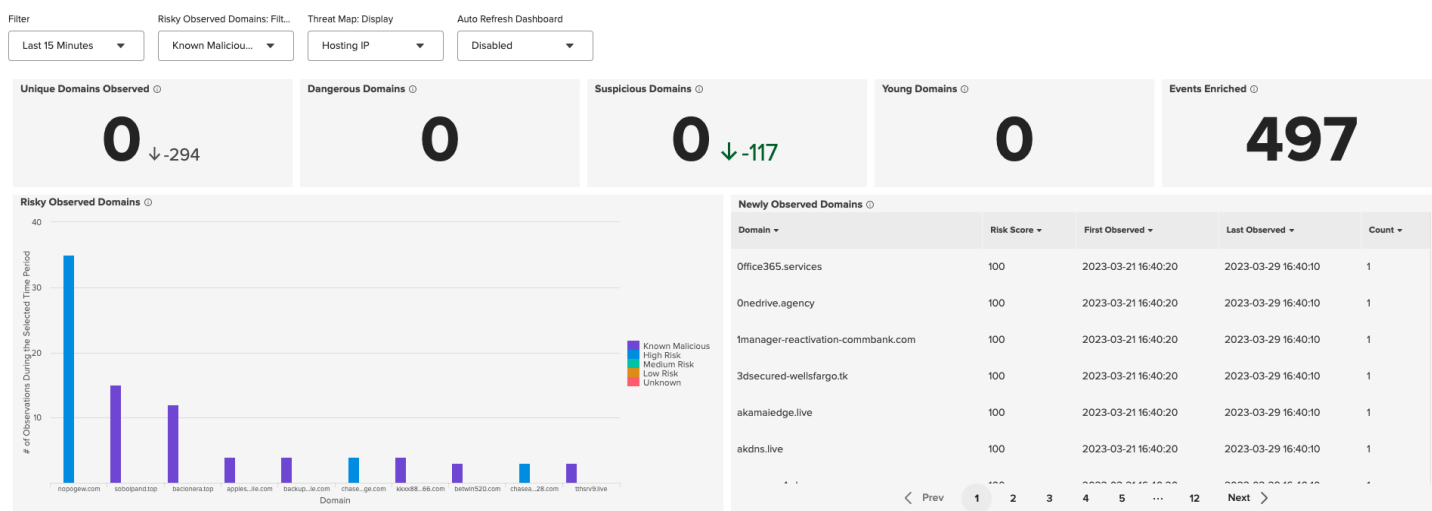 Filter
Risky Observed Domains: Filt...
Threat Map: Display
Auto Refresh Dashboard
Last 15 Minutes
Known Maliciou...
Hosting IP
Disabled
Unique Domains Observed
Dangerous Domains
Suspicious Domains
Young Domains
Events Enriched
0 -294
0
0 -117
0
497
Risky Observed Domains
# of Observations During the Selected Time Period
40
30
20
10
nopogew.com
sobolpand.top
bacionera.top
apples...ile.com
backup...le.com
chase...ge.com
kkxx88...66.com
betwin520.com
chasea...28.com
tthsrv9.live
Domain
Known Malicious
High Risk
Medium Risk
Low Risk
Unknown
Newly Observed Domains
Domain Risk Score First Observed Last Observed Count
0ffice365.services 100 2023-03-21 16:40:20 2023-03-29 16:40:10 1
0nedrive.agency 100 2023-03-21 16:40:20 2023-03-29 16:40:10 1
1manager-reactivation-commbank.com 100 2023-03-21 16:40:20 2023-03-29 16:40:10 1
3dsecured-wellsfargo.tk 100 2023-03-21 16:40:20 2023-03-29 16:40:10 1
akamaiedge.live 100 2023-03-21 16:40:20 2023-03-29 16:40:10 1
akdns.live 100 2023-03-21 16:40:20 2023-03-29 16:40:10 1
Prev 1 2 3 4 5 ... 12 Next